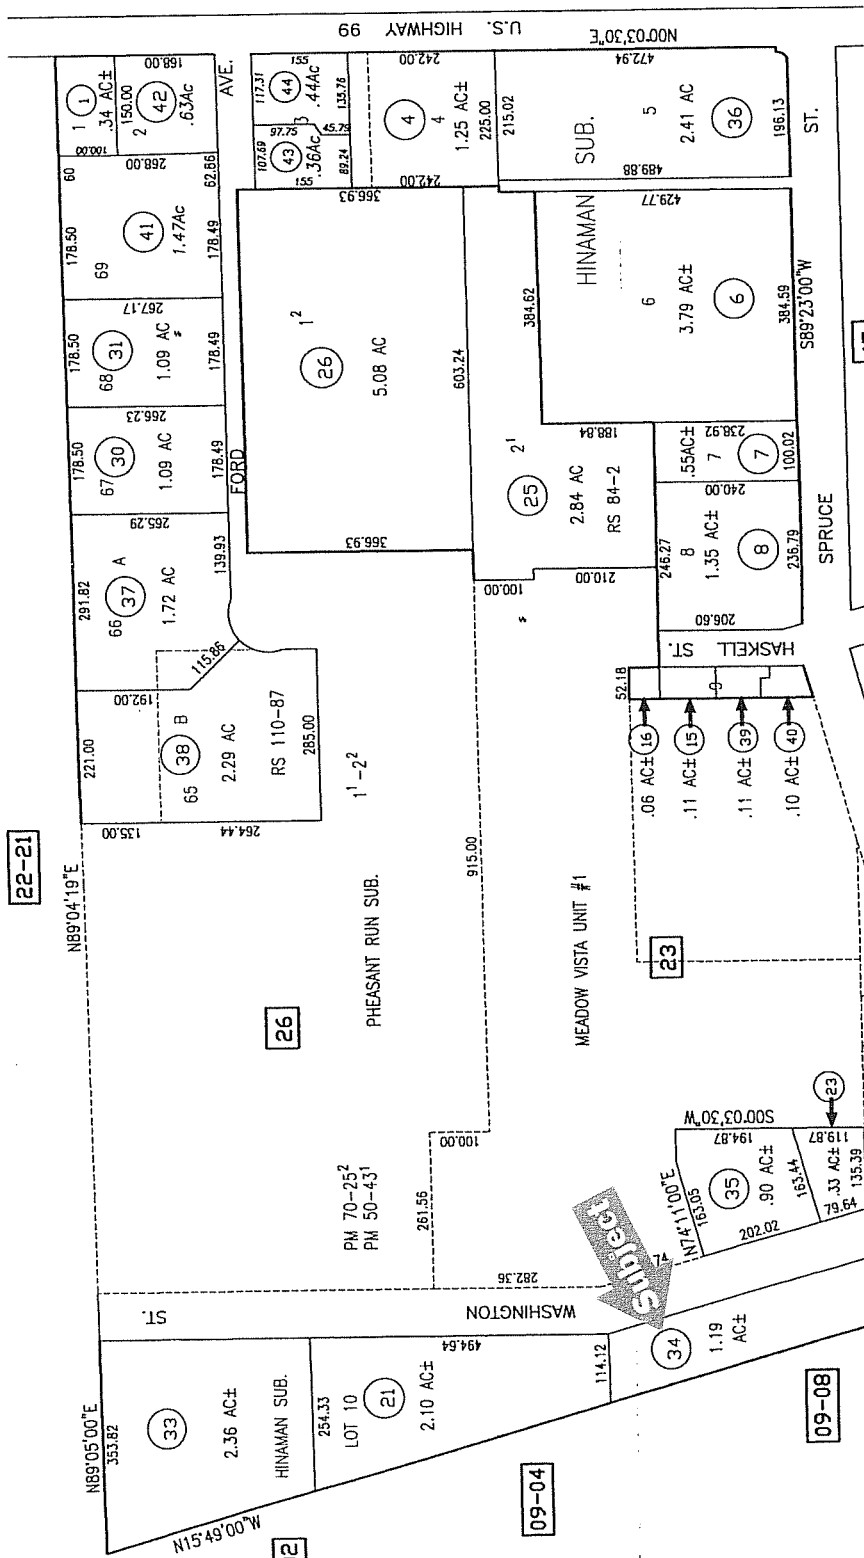 U.S. HIGHWAY 99
N00°03'30"E
168.00
155
242.00
472.94
1
1
.34 AC±
150.00
42
.63Ac
2
AVE.
117.31
44
.44Ac
135.76
3
4
4
1.25 AC±
225.00
215.02
HINAMAN SUB.
5
2.41 AC
36
196.13
ST.
100.00
60
268.00
62.86
97.75
45.79
107.69
43
.36Ac
89.24
155
242.00
489.88
178.50
69
41
1.47Ac
178.49
366.93
429.77
267.17
178.50
68
31
1.09 AC
178.49
1²
26
5.08 AC
603.24
384.62
6
3.79 AC±
6
384.59
S89°23'00"W
266.23
178.50
67
30
1.09 AC
178.49
FORD
188.84
2¹
25
2.84 AC
RS 84-2
238.92
.55AC±
7
7
100.02
265.29
366.93
240.00
291.82
66
A
37
1.72 AC
139.93
100.00
210.00
246.27
8
1.35 AC±
8
236.79
SPRUCE
206.60
115.86
192.00
HASKELL ST.
52.18
221.00
65
B
38
2.29 AC
RS 110-87
285.00
1¹-2²
16
15
39
40
.06 AC±
.11 AC±
.11 AC±
.10 AC±
135.00
264.44
22-21
N89°04'19"E
915.00
PHEASANT RUN SUB.
MEADOW VISTA UNIT #1
23
26
23
100.00
S00°03'30"W
194.87
119.87
PM 70-25²
PM 50-43¹
261.56
N74°11'00"E
163.05
35
.90 AC±
163.44
.33 AC±
135.39
202.02
79.69
Subject
282.36
WASHINGTON ST.
494.64
114.12
34
1.19
AC±
N89°05'00"E
353.82
33
2.36 AC±
HINAMAN SUB.
254.33
LOT 10
21
2.10 AC±
N15°49'00"W
09-04
09-08